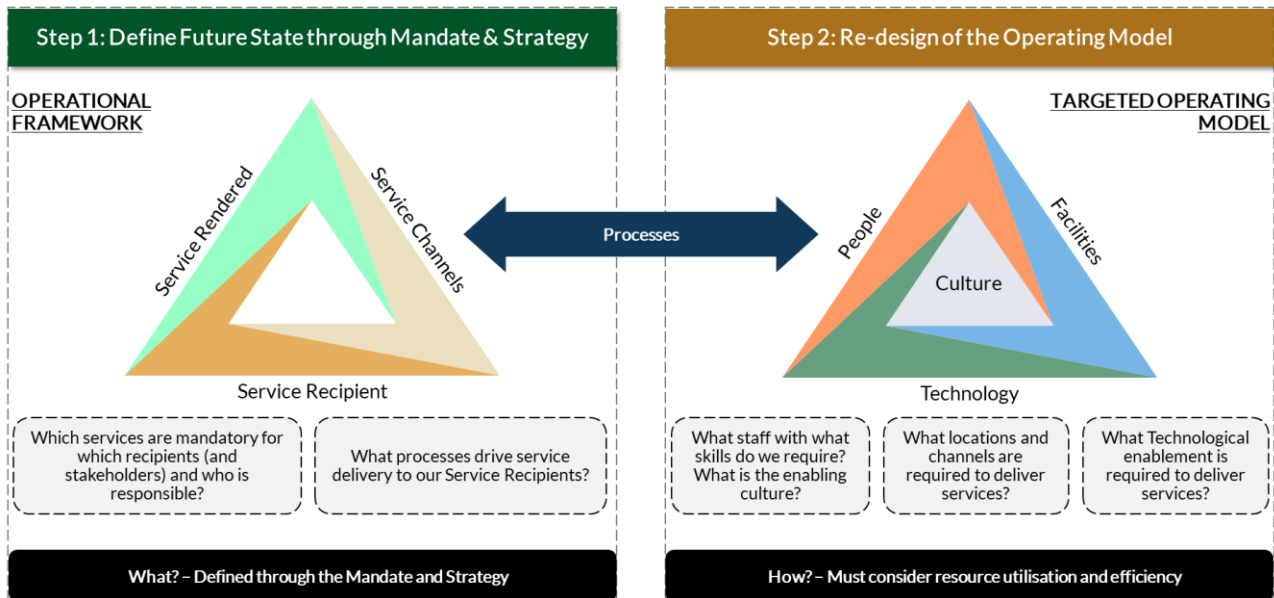 Step 1: Define Future State through Mandate & Strategy
OPERATIONAL
FRAMEWORK
Service Rendered
Service Channels
Service Recipient
Which services are mandatory for
which recipients (and
stakeholders) and who is
responsible?
What processes drive service
delivery to our Service Recipients?
What? – Defined through the Mandate and Strategy
Processes
Step 2: Re-design of the Operating Model
TARGETED OPERATING
MODEL
People
Facilities
Culture
Technology
What staff with what
skills do we require?
What is the enabling
culture?
What locations and
channels are
required to deliver
services?
What Technological
enablement is
required to deliver
services?
How? – Must consider resource utilisation and efficiency